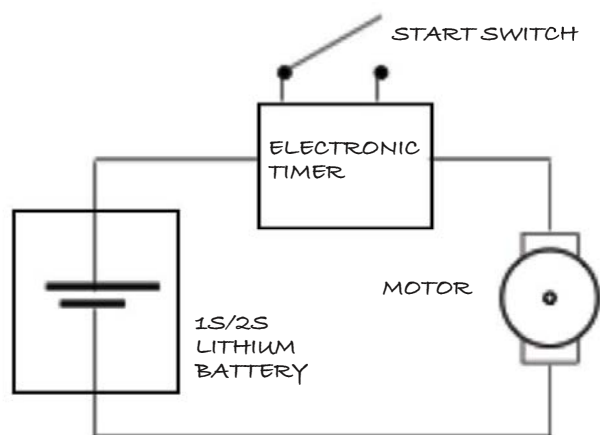 START SWITCH
ELECTRONIC
TIMER
MOTOR
1S/2S
LITHIUM
BATTERY